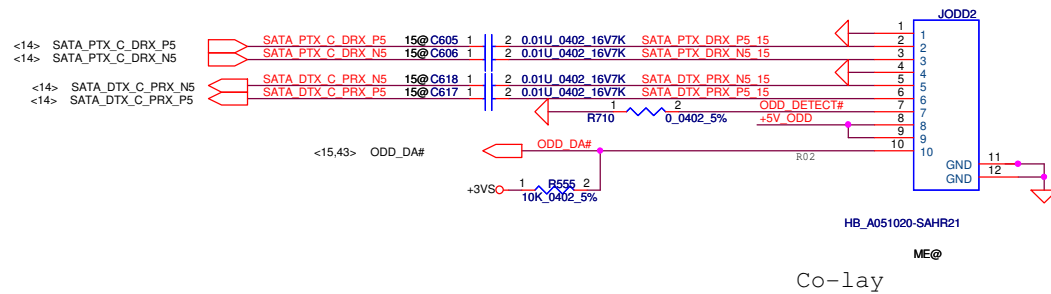 JODD2
1 1
<14> SATA_PTX_C_DRX_P5 SATA_PTX_C_DRX_P5 15@ C605 1 2 0.01U_0402_16V7K SATA_PTX_DRX_P5_15 2 2
<14> SATA_PTX_C_DRX_N5 SATA_PTX_C_DRX_N5 15@ C606 1 2 0.01U_0402_16V7K SATA_PTX_DRX_N5_15 3 3
4 4
<14> SATA_DTX_C_PRX_N5 SATA_DTX_C_PRX_N5 15@ C618 1 2 0.01U_0402_16V7K SATA_DTX_PRX_N5_15 5 5
<14> SATA_DTX_C_PRX_P5 SATA_DTX_C_PRX_P5 15@ C617 1 2 0.01U_0402_16V7K SATA_DTX_PRX_P5_15 6 6
1 2 ODD_DETECT# 7 7
R710 0_0402_5% +5V_ODD 8 8
9 9
<15,43> ODD_DA# ODD_DA# R02 10 10
GND 11
GND 12
+3VS 1 R555 2
10K_0402_5%
HB_A051020-SAHR21
ME@
Co-lay